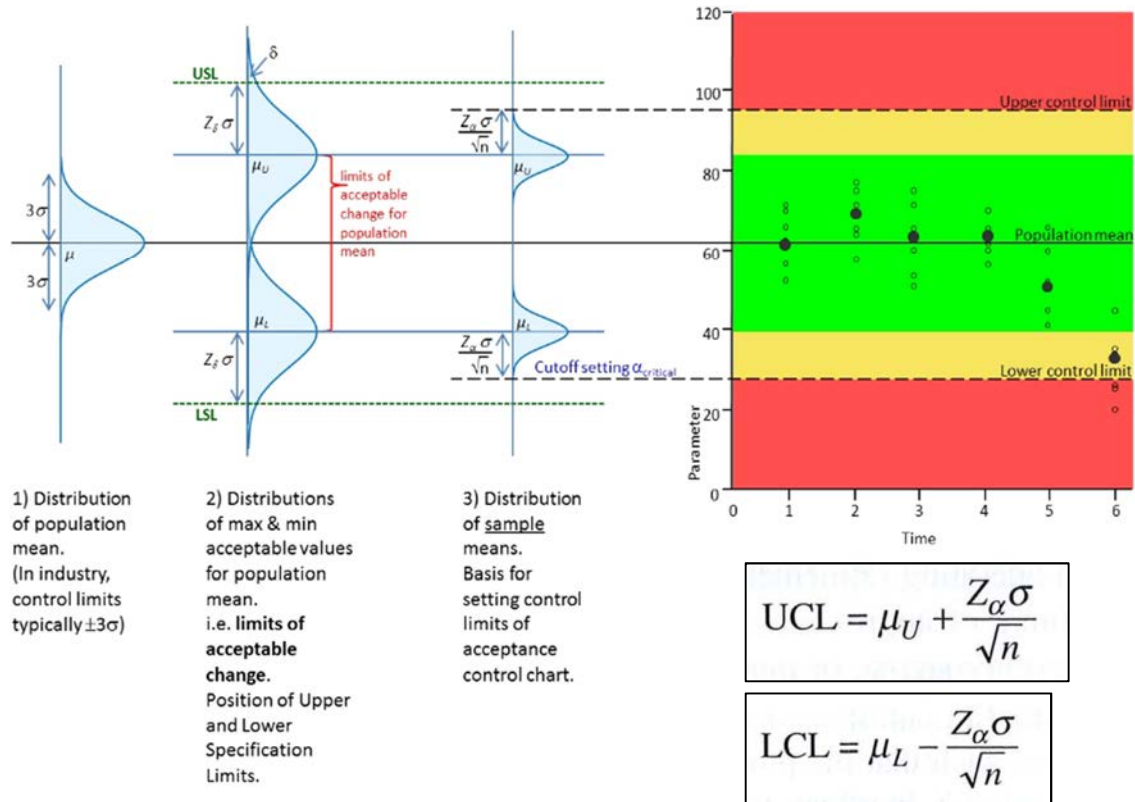 USL
δ
Z_δ σ
μ_U
limits of
acceptable
change for
population
mean
3σ
μ
3σ
μ_L
Z_δ σ
LSL
Z_α σ
√n
μ_U
μ_L
Z_α σ
√n
Cutoff setting α_critical
120
100
80
60
40
20
0
Parameter
Upper control limit
Population mean
Lower control limit
0 1 2 3 4 5 6
Time
1) Distribution
of population
mean.
(In industry,
control limits
typically ±3σ)
2) Distributions
of max & min
acceptable values
for population
mean.
i.e. limits of
acceptable
change.
Position of Upper
and Lower
Specification
Limits.
3) Distribution
of sample
means.
Basis for
setting control
limits of
acceptance
control chart.
UCL = μ_U + Z_α σ / √n
LCL = μ_L − Z_α σ / √n